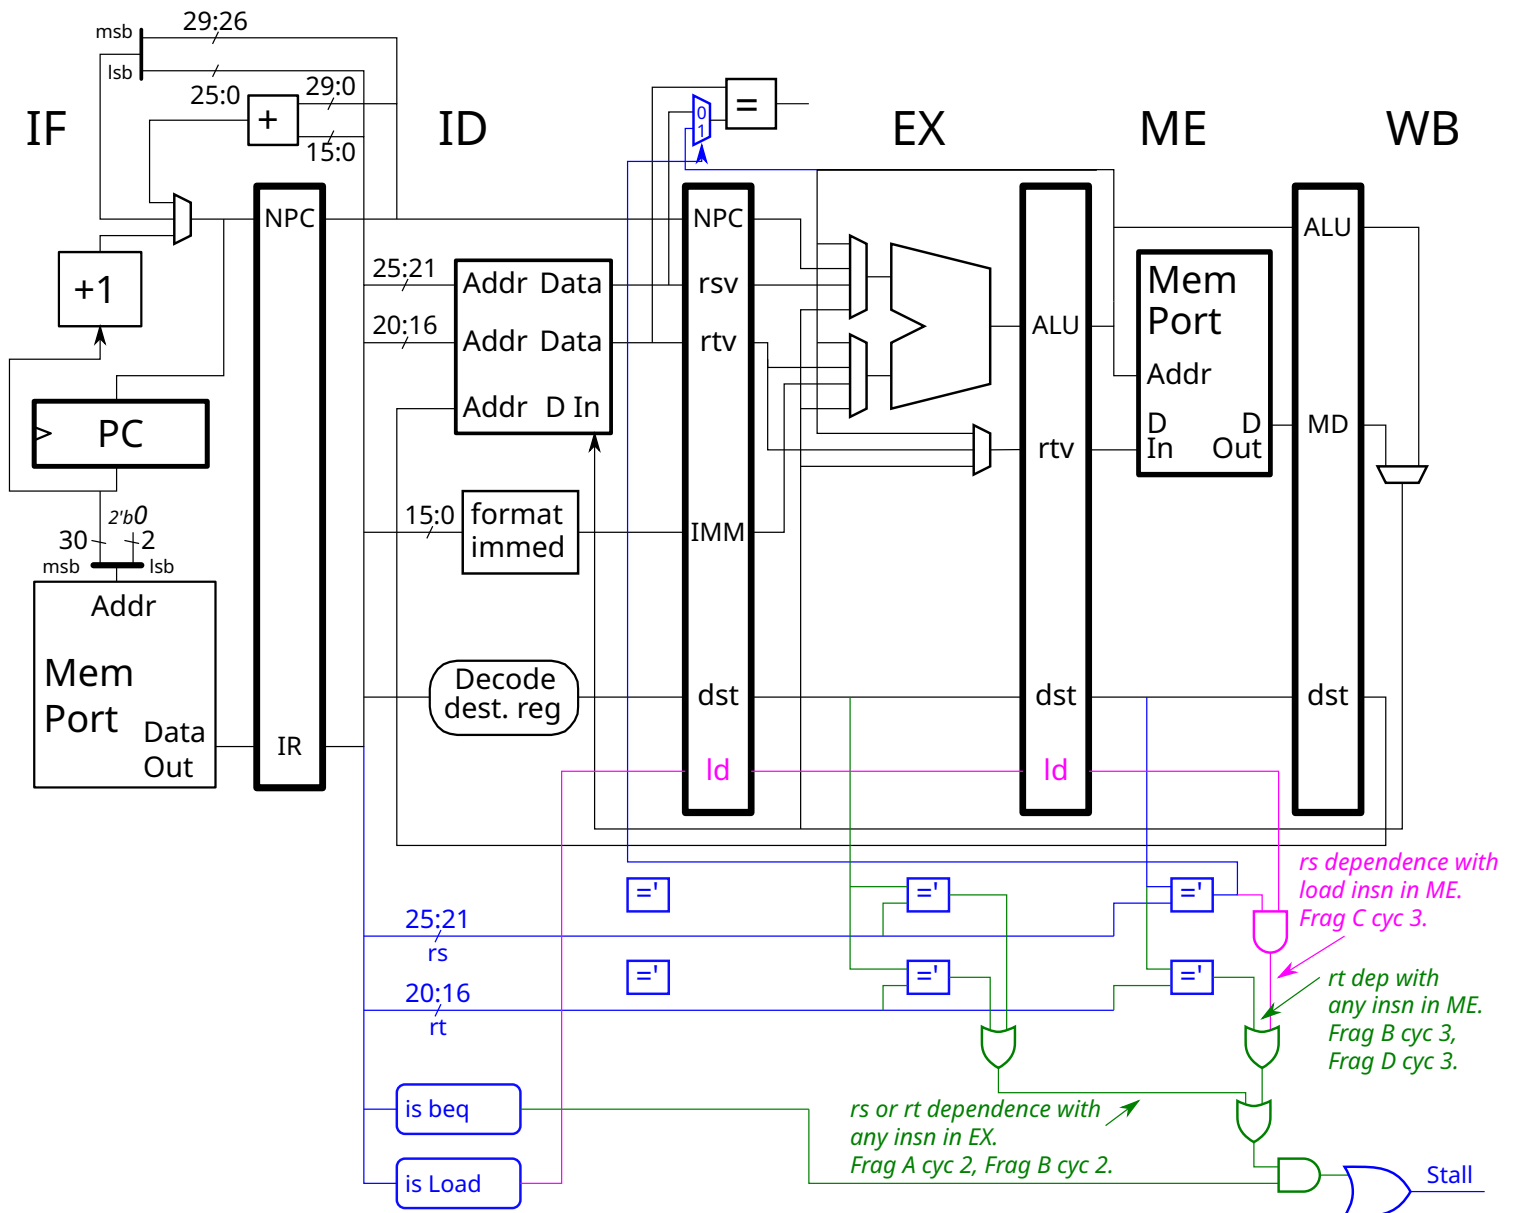 29:26
msb
lsb
25:0
29:0
+
15:0
IF
ID
EX
ME
WB
=
0
1
NPC
NPC
ALU
+1
25:21
Addr Data
rsv
20:16
Addr Data
rtv
Addr D In
ALU
Mem
Port
Addr
D
In
D
Out
MD
PC
rtv
2'b0
30
2
msb
lsb
15:0
format
immed
IMM
Addr
Mem
Port
Data
Out
IR
Decode
dest. reg
dst
dst
dst
ld
ld
='
='
='
rs dependence with
load insn in ME.
Frag C cyc 3.
25:21
rs
='
='
='
rt dep with
any insn in ME.
Frag B cyc 3,
Frag D cyc 3.
20:16
rt
is beq
rs or rt dependence with
any insn in EX.
Frag A cyc 2, Frag B cyc 2.
is Load
Stall